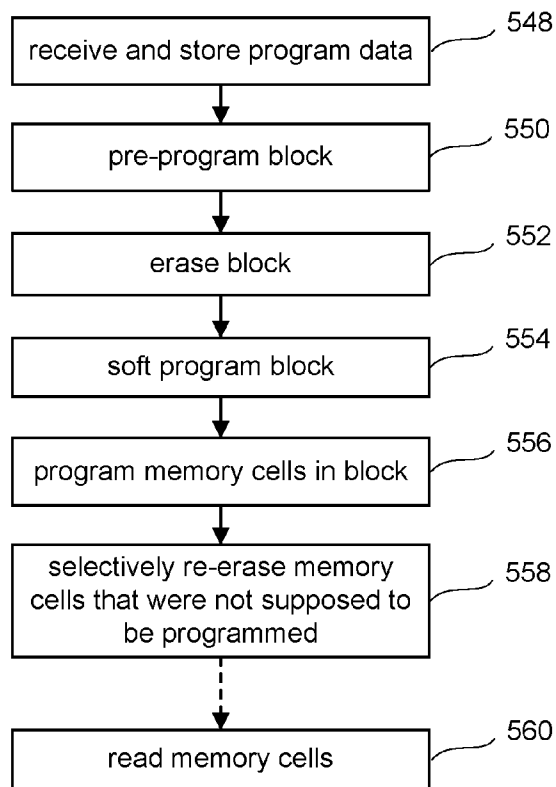 receive and store program data
548
pre-program block
550
erase block
552
soft program block
554
program memory cells in block
556
selectively re-erase memory
cells that were not supposed to
be programmed
558
read memory cells
560